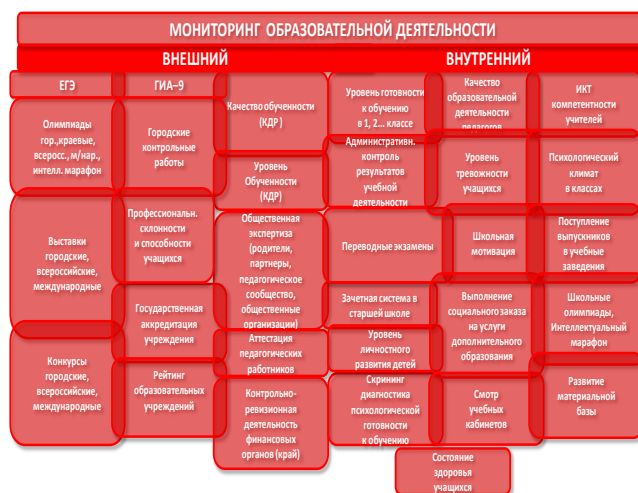 МОНИТОРИНГ ОБРАЗОВАТЕЛЬНОЙ ДЕЯТЕЛЬНОСТИ
ВНЕШНИЙ
ВНУТРЕННИЙ
ЕГЭ
Олимпиады
гор.,краевые,
всеросс., м/нар.,
интелл. марафон
Выставки
городские,
всероссийские,
международные
Конкурсы
городские,
всероссийские,
международные
ГИА–9
Городские
контрольные
работы
Профессиональн.
склонности
и способности
учащихся
Государственная
аккредитация
учреждения
Рейтинг
образовательных
учреждений
Качество обученности
(КДР )
Уровень
Обученности
(КДР)
Общественная
экспертиза
(родители,
партнеры,
педагогическое
сообщество,
общественные
организации)
Аттестация
педагогических
работников
Контрольно-
ревизионная
деятельность
финансовых
органов (край)
Уровень готовности
к обучению
в 1, 2... классе
Административн.
контроль
результатов
учебной
деятельности
Переводные экзамены
Зачетная система в
старшей школе
Уровень
личностного
развития детей
Скрининг
диагностика
психологической
готовности
к обучению
Качество
образовательной
деятельности
педагогов
Уровень
тревожности
учащихся
Школьная
мотивация
Выполнение
социального заказа
на услуги
дополнительного
образования
Смотр
учебных
кабинетов
Состояние
здоровья
учащихся
ИКТ
компетентности
учителей
Психологический
климат
в классах
Поступление
выпускников
в учебные
заведения
Школьные
олимпиады,
Интеллектуальный
марафон
Развитие
материальной
базы